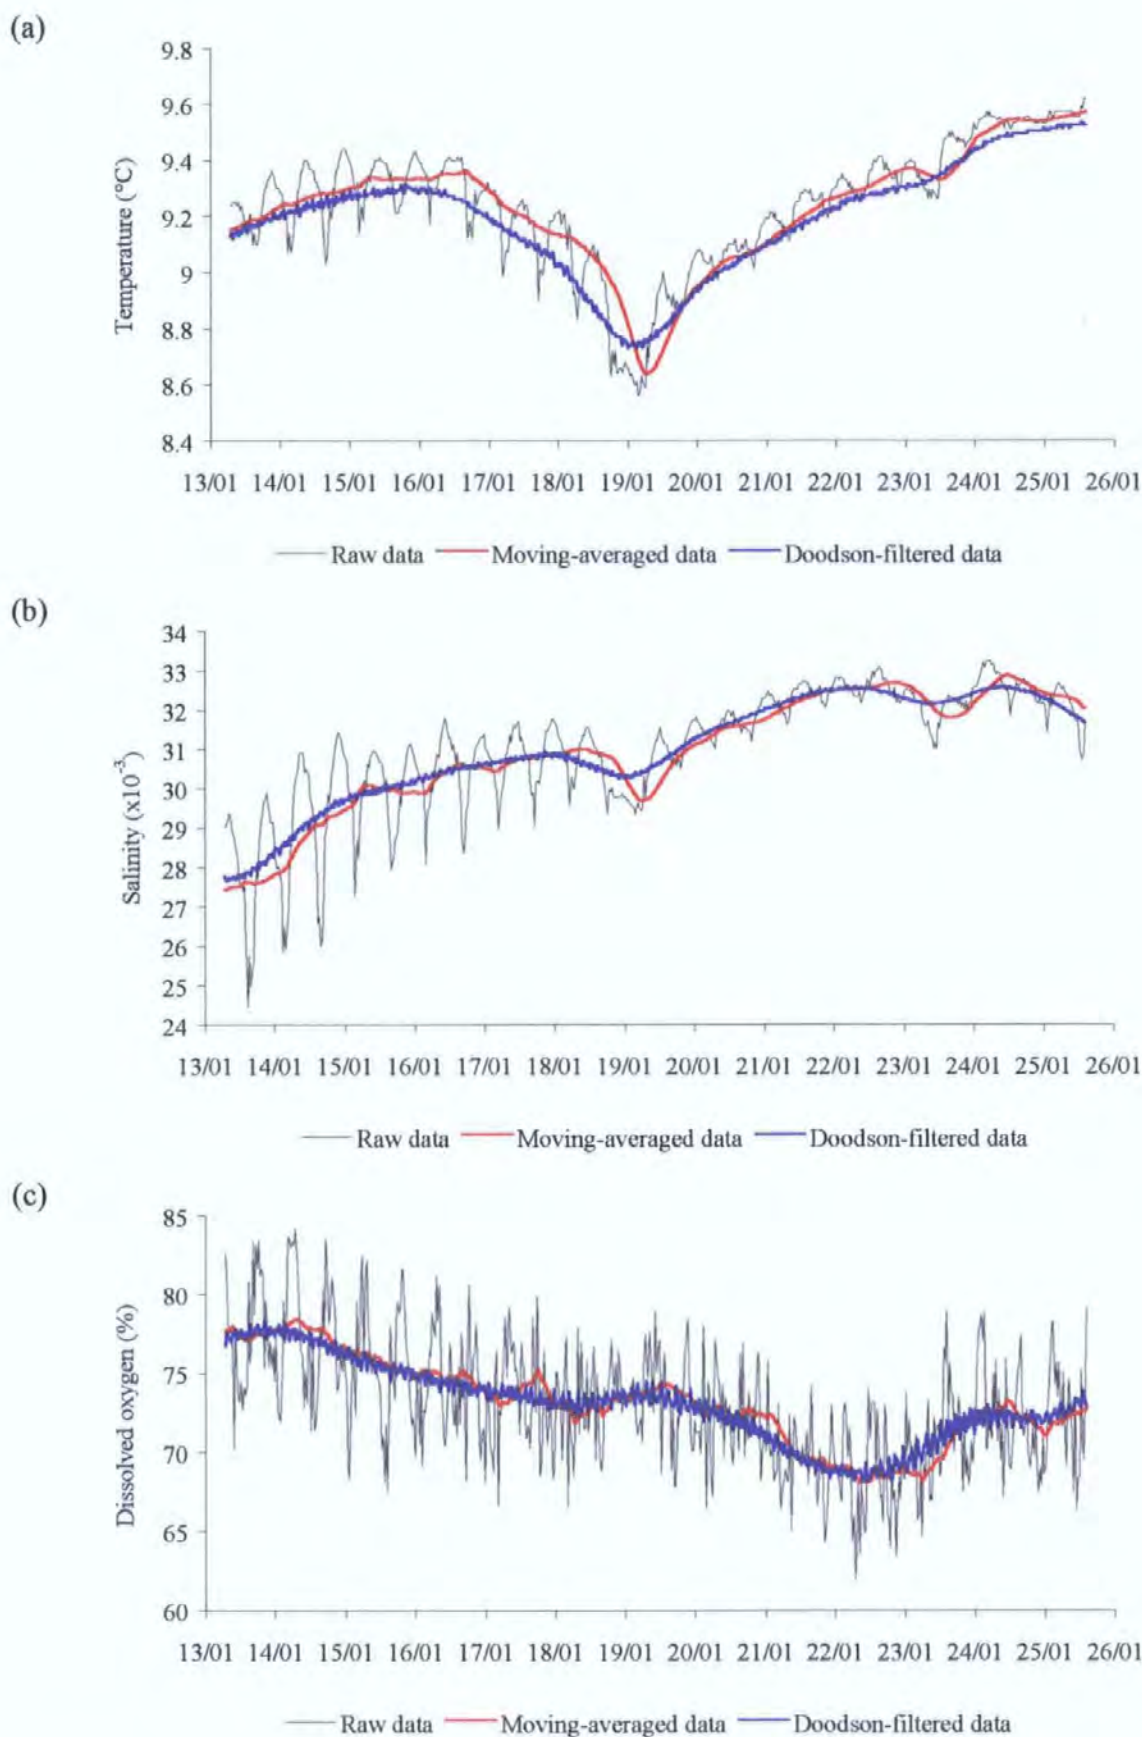 (a)
9.8
9.6
9.4
9.2
9
8.8
8.6
8.4
Temperature (°C)
13/01 14/01 15/01 16/01 17/01 18/01 19/01 20/01 21/01 22/01 23/01 24/01 25/01 26/01
Raw data Moving-averaged data Doodson-filtered data
(b)
34
33
32
31
30
29
28
27
26
25
24
Salinity (x10⁻³)
13/01 14/01 15/01 16/01 17/01 18/01 19/01 20/01 21/01 22/01 23/01 24/01 25/01 26/01
Raw data Moving-averaged data Doodson-filtered data
(c)
85
80
75
70
65
60
Dissolved oxygen (%)
13/01 14/01 15/01 16/01 17/01 18/01 19/01 20/01 21/01 22/01 23/01 24/01 25/01 26/01
Raw data Moving-averaged data Doodson-filtered data